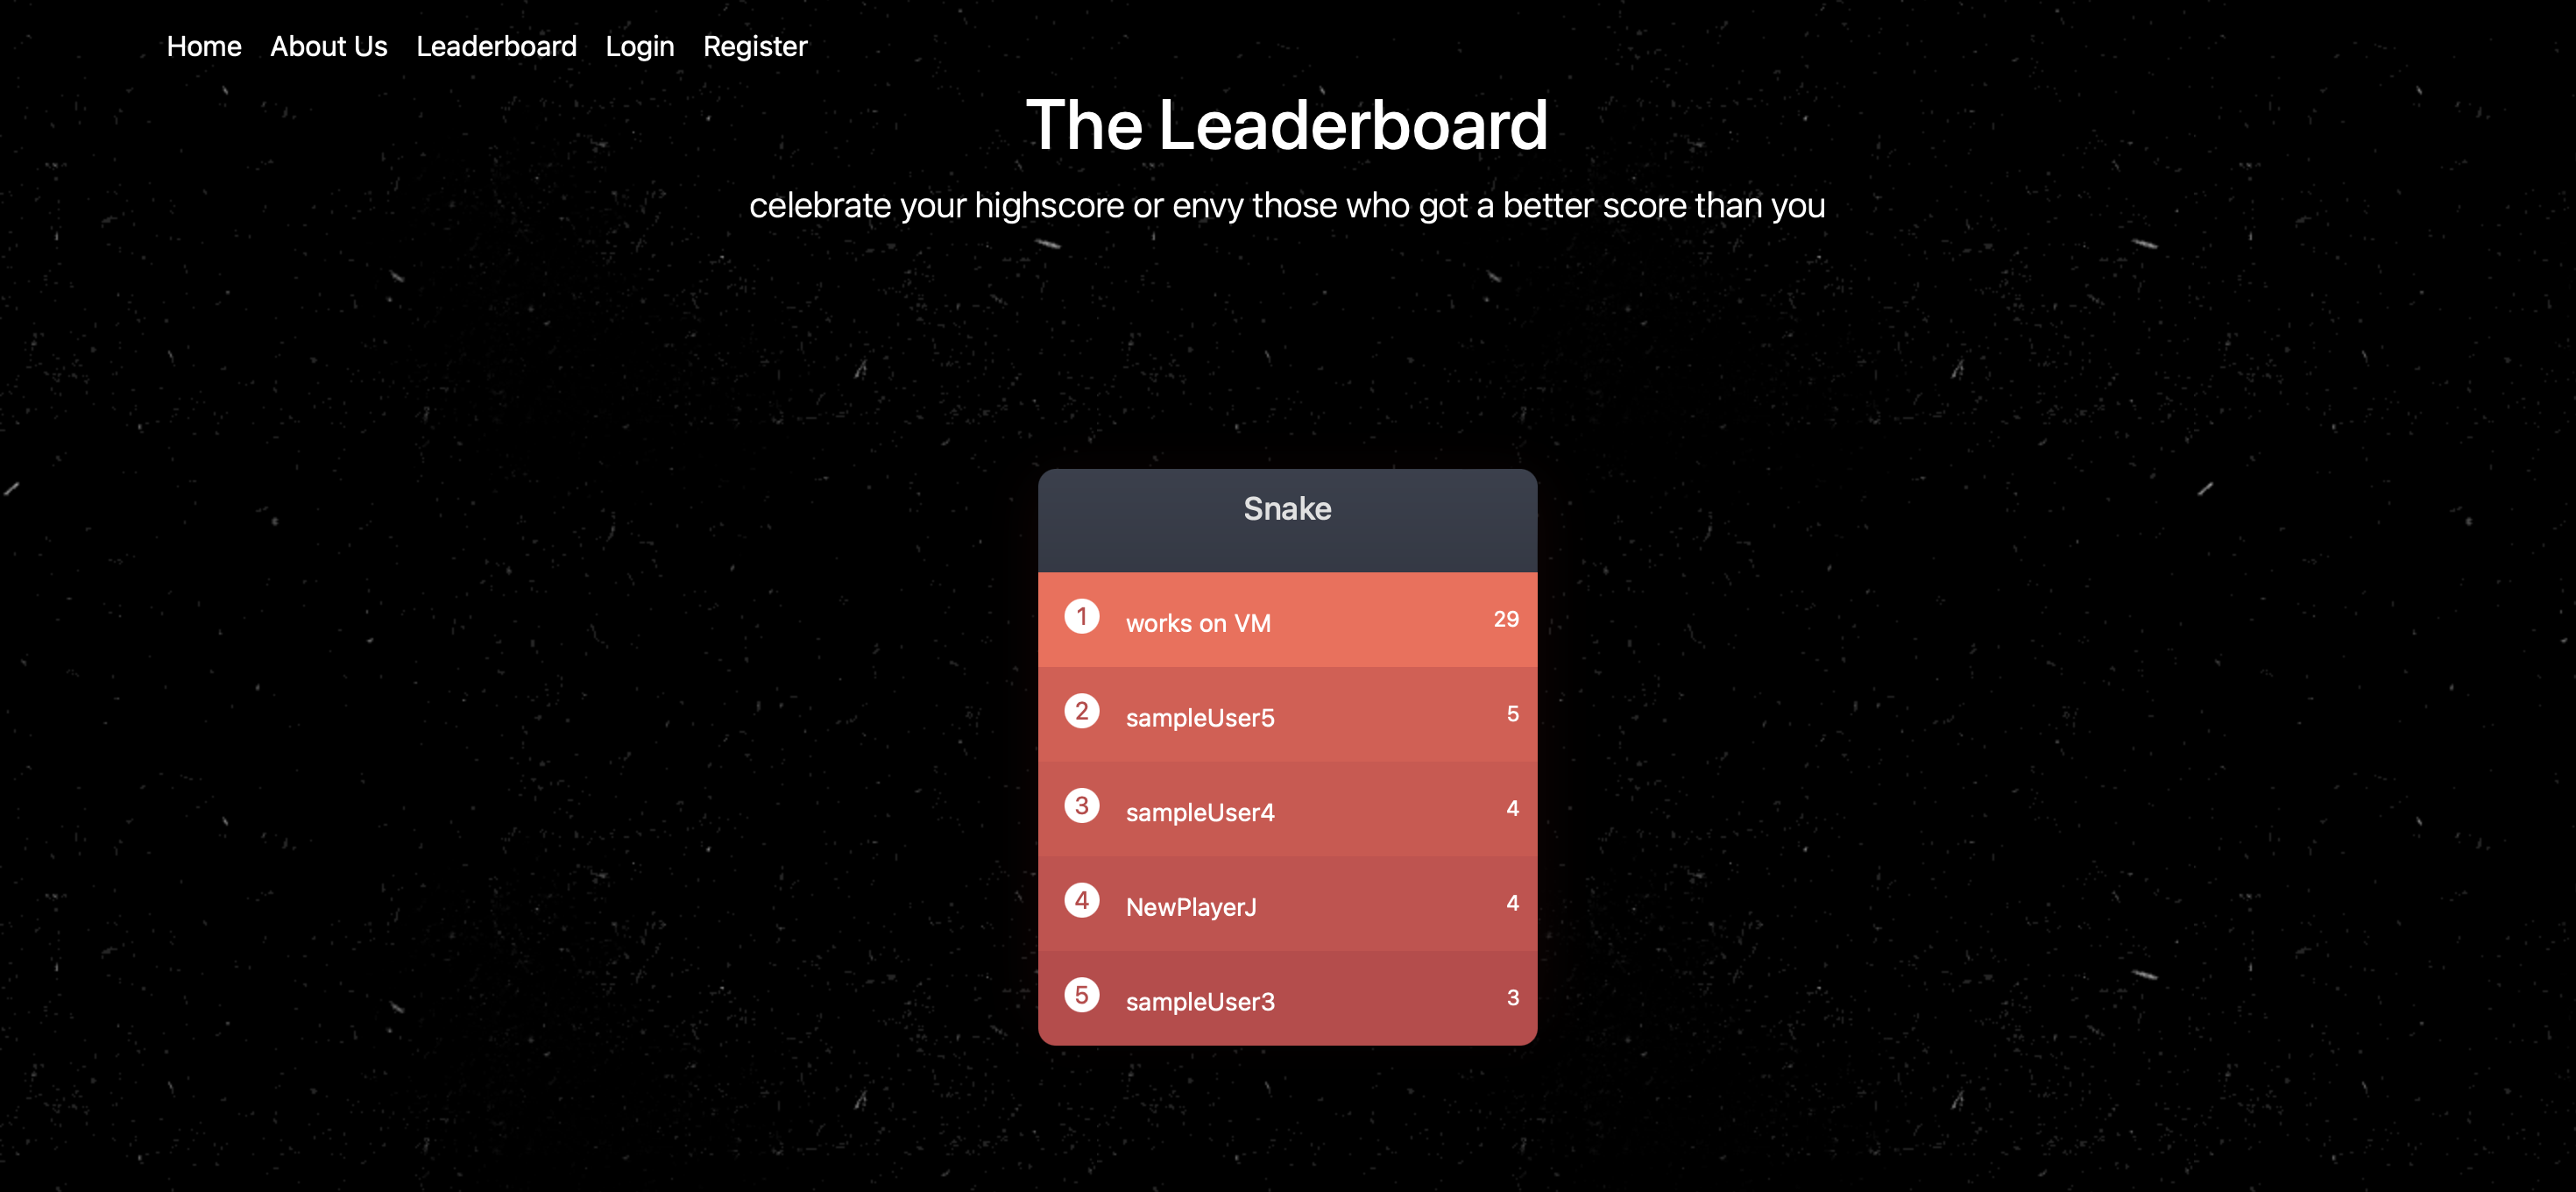 Home About Us Leaderboard Login Register
The Leaderboard
celebrate your highscore or envy those who got a better score than you
Snake
1 works on VM 29
2 sampleUser5 5
3 sampleUser4 4
4 NewPlayerJ 4
5 sampleUser3 3